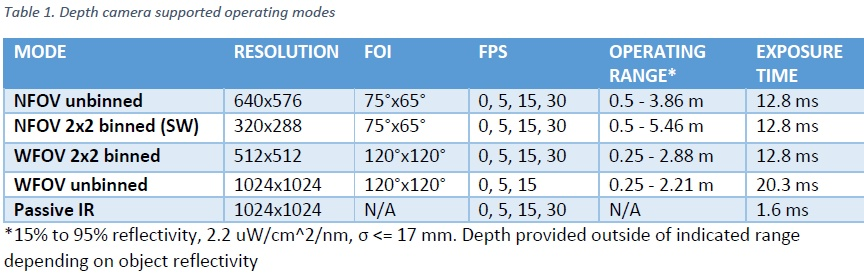 Table 1. Depth camera supported operating modes
MODE RESOLUTION FOI FPS OPERATING RANGE* EXPOSURE TIME
NFOV unbinned 640x576 75°x65° 0, 5, 15, 30 0.5 - 3.86 m 12.8 ms
NFOV 2x2 binned (SW) 320x288 75°x65° 0, 5, 15, 30 0.5 - 5.46 m 12.8 ms
WFOV 2x2 binned 512x512 120°x120° 0, 5, 15, 30 0.25 - 2.88 m 12.8 ms
WFOV unbinned 1024x1024 120°x120° 0, 5, 15 0.25 - 2.21 m 20.3 ms
Passive IR 1024x1024 N/A 0, 5, 15, 30 N/A 1.6 ms
*15% to 95% reflectivity, 2.2 uW/cm^2/nm, σ <= 17 mm. Depth provided outside of indicated range
depending on object reflectivity